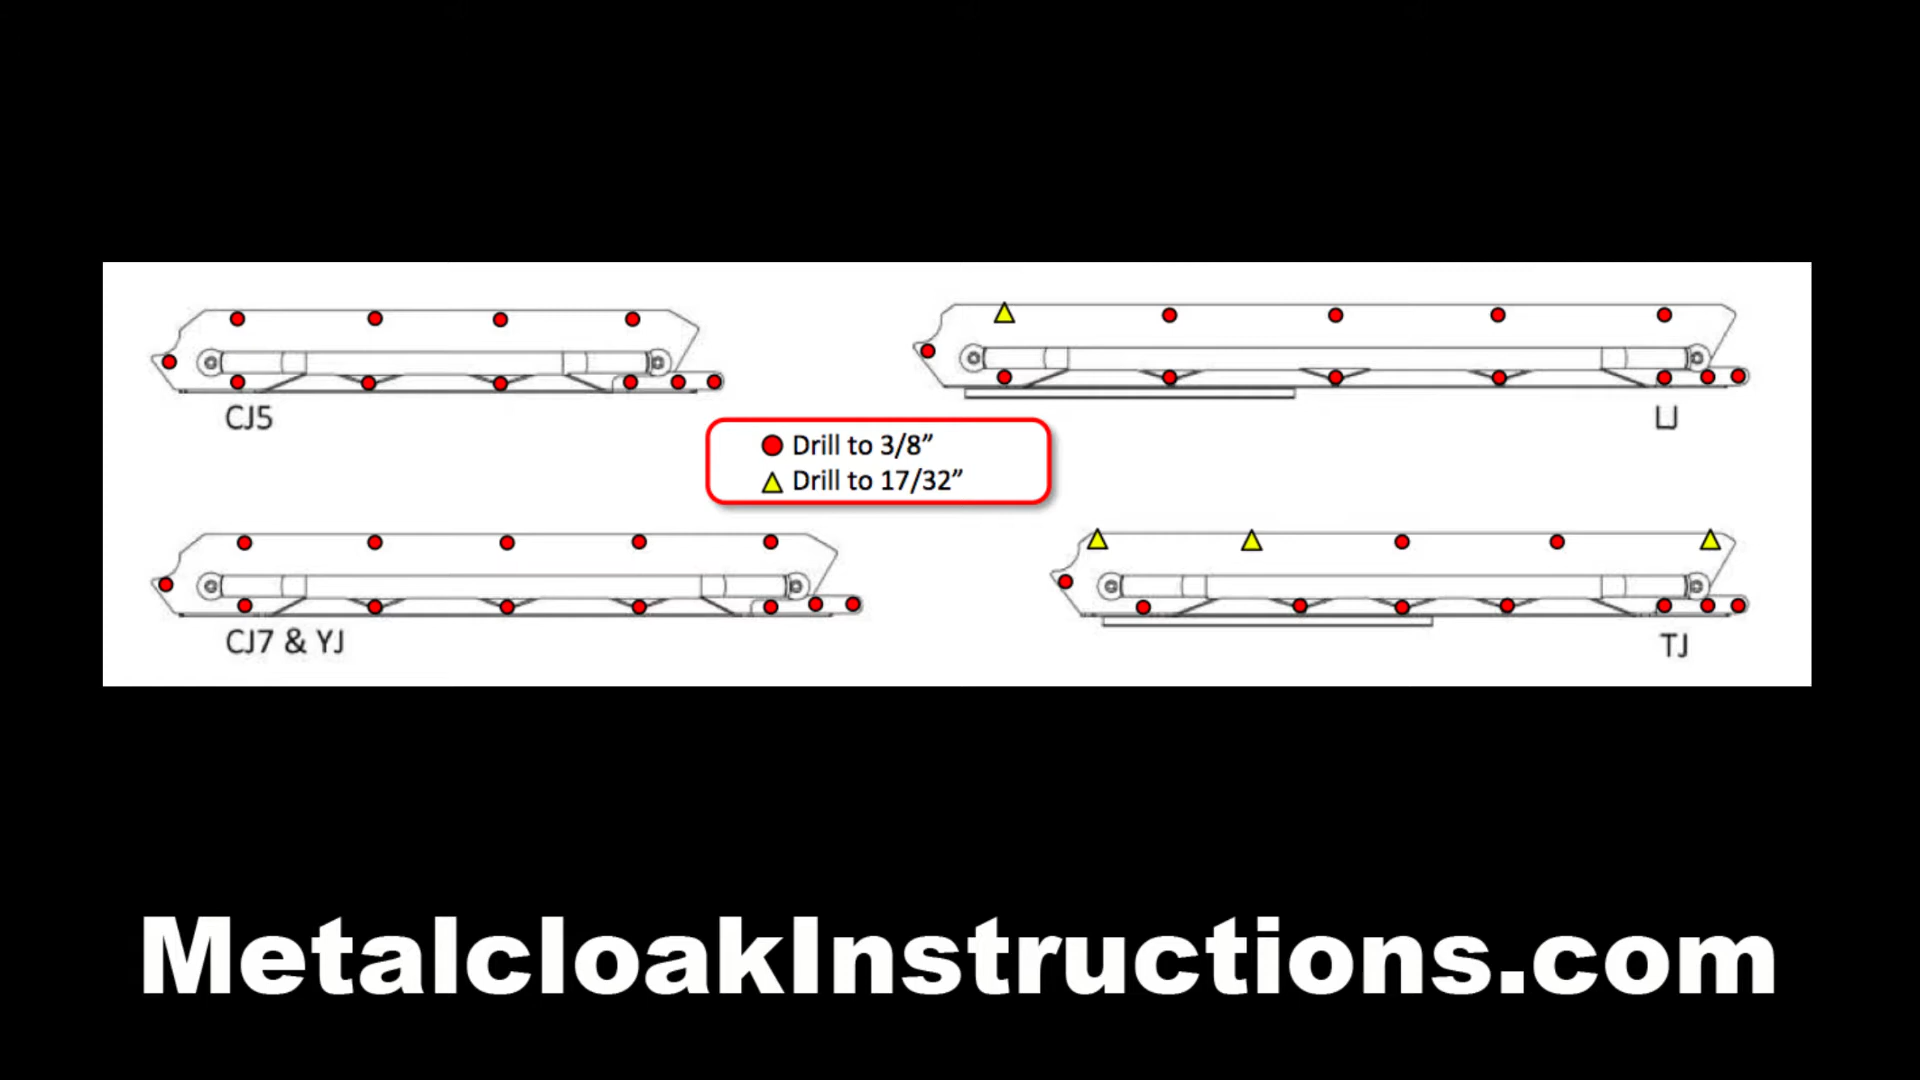 CJ5
LJ
Drill to 3/8”
Drill to 17/32”
CJ7 & YJ
TJ
MetalcloakInstructions.com